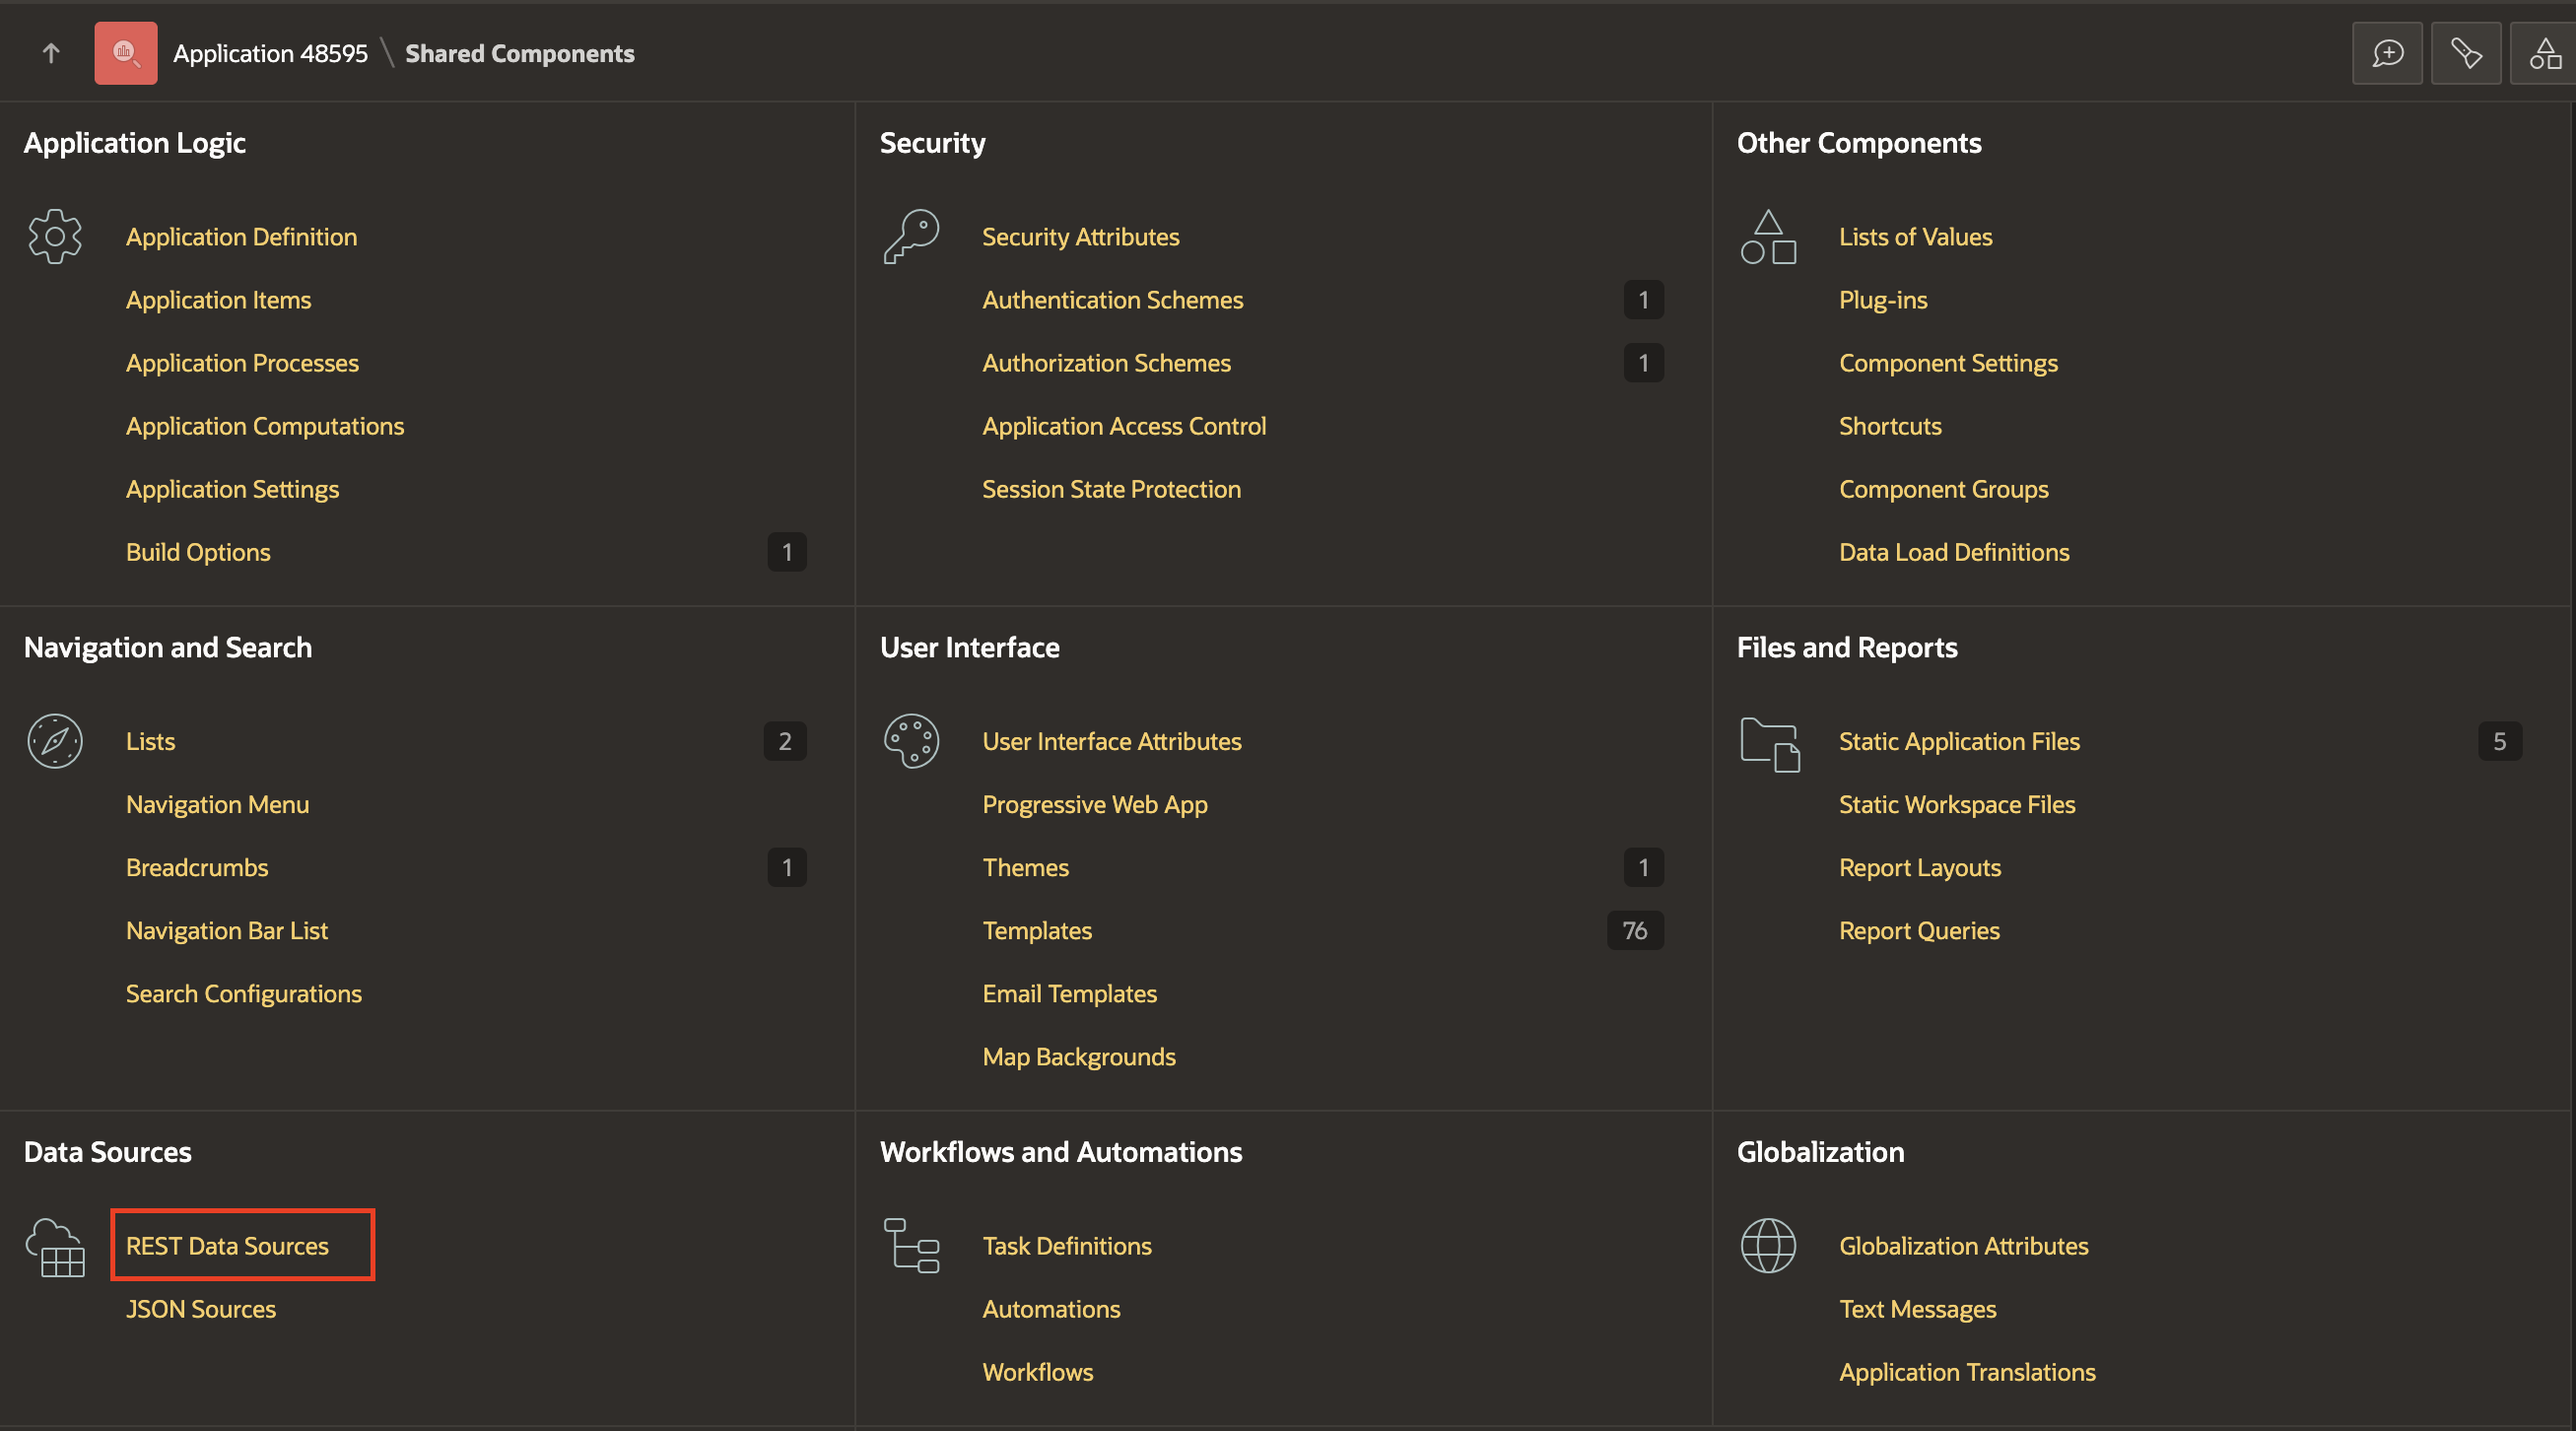 Application 48595 \ Shared Components
Application Logic
Application Definition
Application Items
Application Processes
Application Computations
Application Settings
Build Options 1
Security
Security Attributes
Authentication Schemes 1
Authorization Schemes 1
Application Access Control
Session State Protection
Other Components
Lists of Values
Plug-ins
Component Settings
Shortcuts
Component Groups
Data Load Definitions
Navigation and Search
Lists 2
Navigation Menu
Breadcrumbs 1
Navigation Bar List
Search Configurations
User Interface
User Interface Attributes
Progressive Web App
Themes 1
Templates 76
Email Templates
Map Backgrounds
Files and Reports
Static Application Files 5
Static Workspace Files
Report Layouts
Report Queries
Data Sources
REST Data Sources
JSON Sources
Workflows and Automations
Task Definitions
Automations
Workflows
Globalization
Globalization Attributes
Text Messages
Application Translations